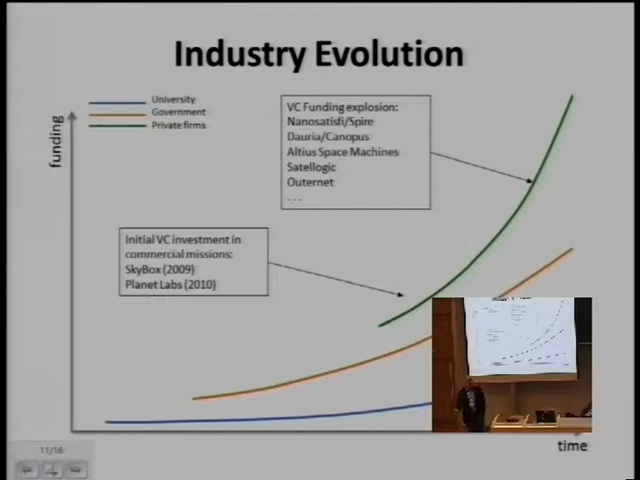 Industry Evolution
University
Government
Private firms
funding
VC Funding explosion:
Nanosatisfi/Spire
Dauria/Canopus
Altius Space Machines
Satellogic
Outernet
...
Initial VC investment in
commercial missions:
SkyBox (2009)
Planet Labs (2010)
time
11/16